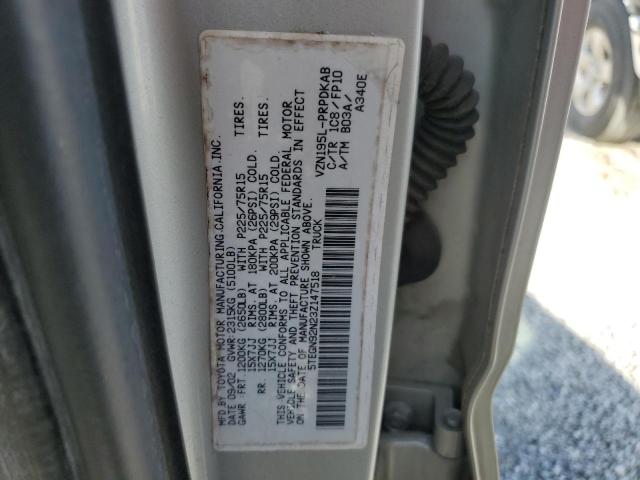 MFD. BY TOYOTA MOTOR MANUFACTURING CALIFORNIA, INC.
DATE 09/02 GVWR 2315KG (5100LB)
GAWR FRT 1200KG (2650LB) WITH P225/75R15 TIRES.
15X7JJ RIMS. AT 180KPA (26PSI) COLD.
RR 1270KG (2800LB) WITH P225/75R15 TIRES.
15X7JJ RIMS. AT 200KPA (29PSI) COLD.
THIS VEHICLE CONFORMS TO ALL APPLICABLE FEDERAL MOTOR
VEHICLE SAFETY AND THEFT PREVENTION STANDARDS IN EFFECT
ON THE DATE OF MANUFACTURE SHOWN ABOVE.
5TEGN92N23Z147518 TRUCK
VZN195L-PRPDKAB
C/TR 1C8/FP10
A/TM B03A/
A340E